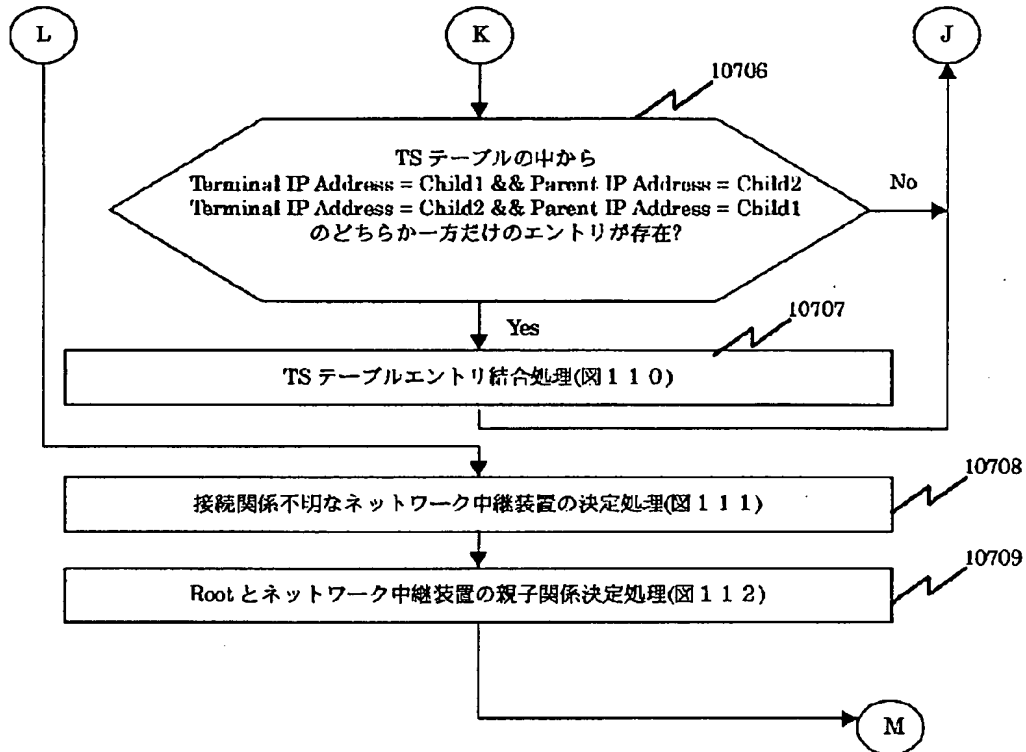 L
K
J
10706
TS テーブルの中から
Terminal IP Address = Child1 && Parent IP Address = Child2
Terminal IP Address = Child2 && Parent IP Address = Child1
のどちらか一方だけのエントリが存在?
No
10707
Yes
TS テーブルエントリ結合処理(図110)
10708
接続関係不明なネットワーク中継装置の決定処理(図111)
10709
Root とネットワーク中継装置の親子関係決定処理(図112)
M